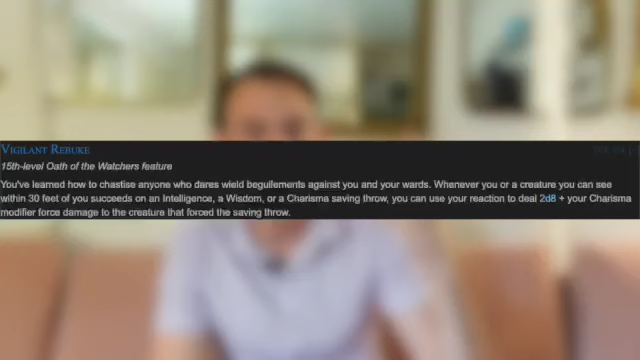 VIGILANT REBUKE
15th-level Oath of the Watchers feature
You've learned how to chastise anyone who dares wield beguilements against you and your wards. Whenever you or a creature you can see
within 30 feet of you succeeds on an Intelligence, a Wisdom, or a Charisma saving throw, you can use your reaction to deal 2d8 + your Charisma
modifier force damage to the creature that forced the saving throw.